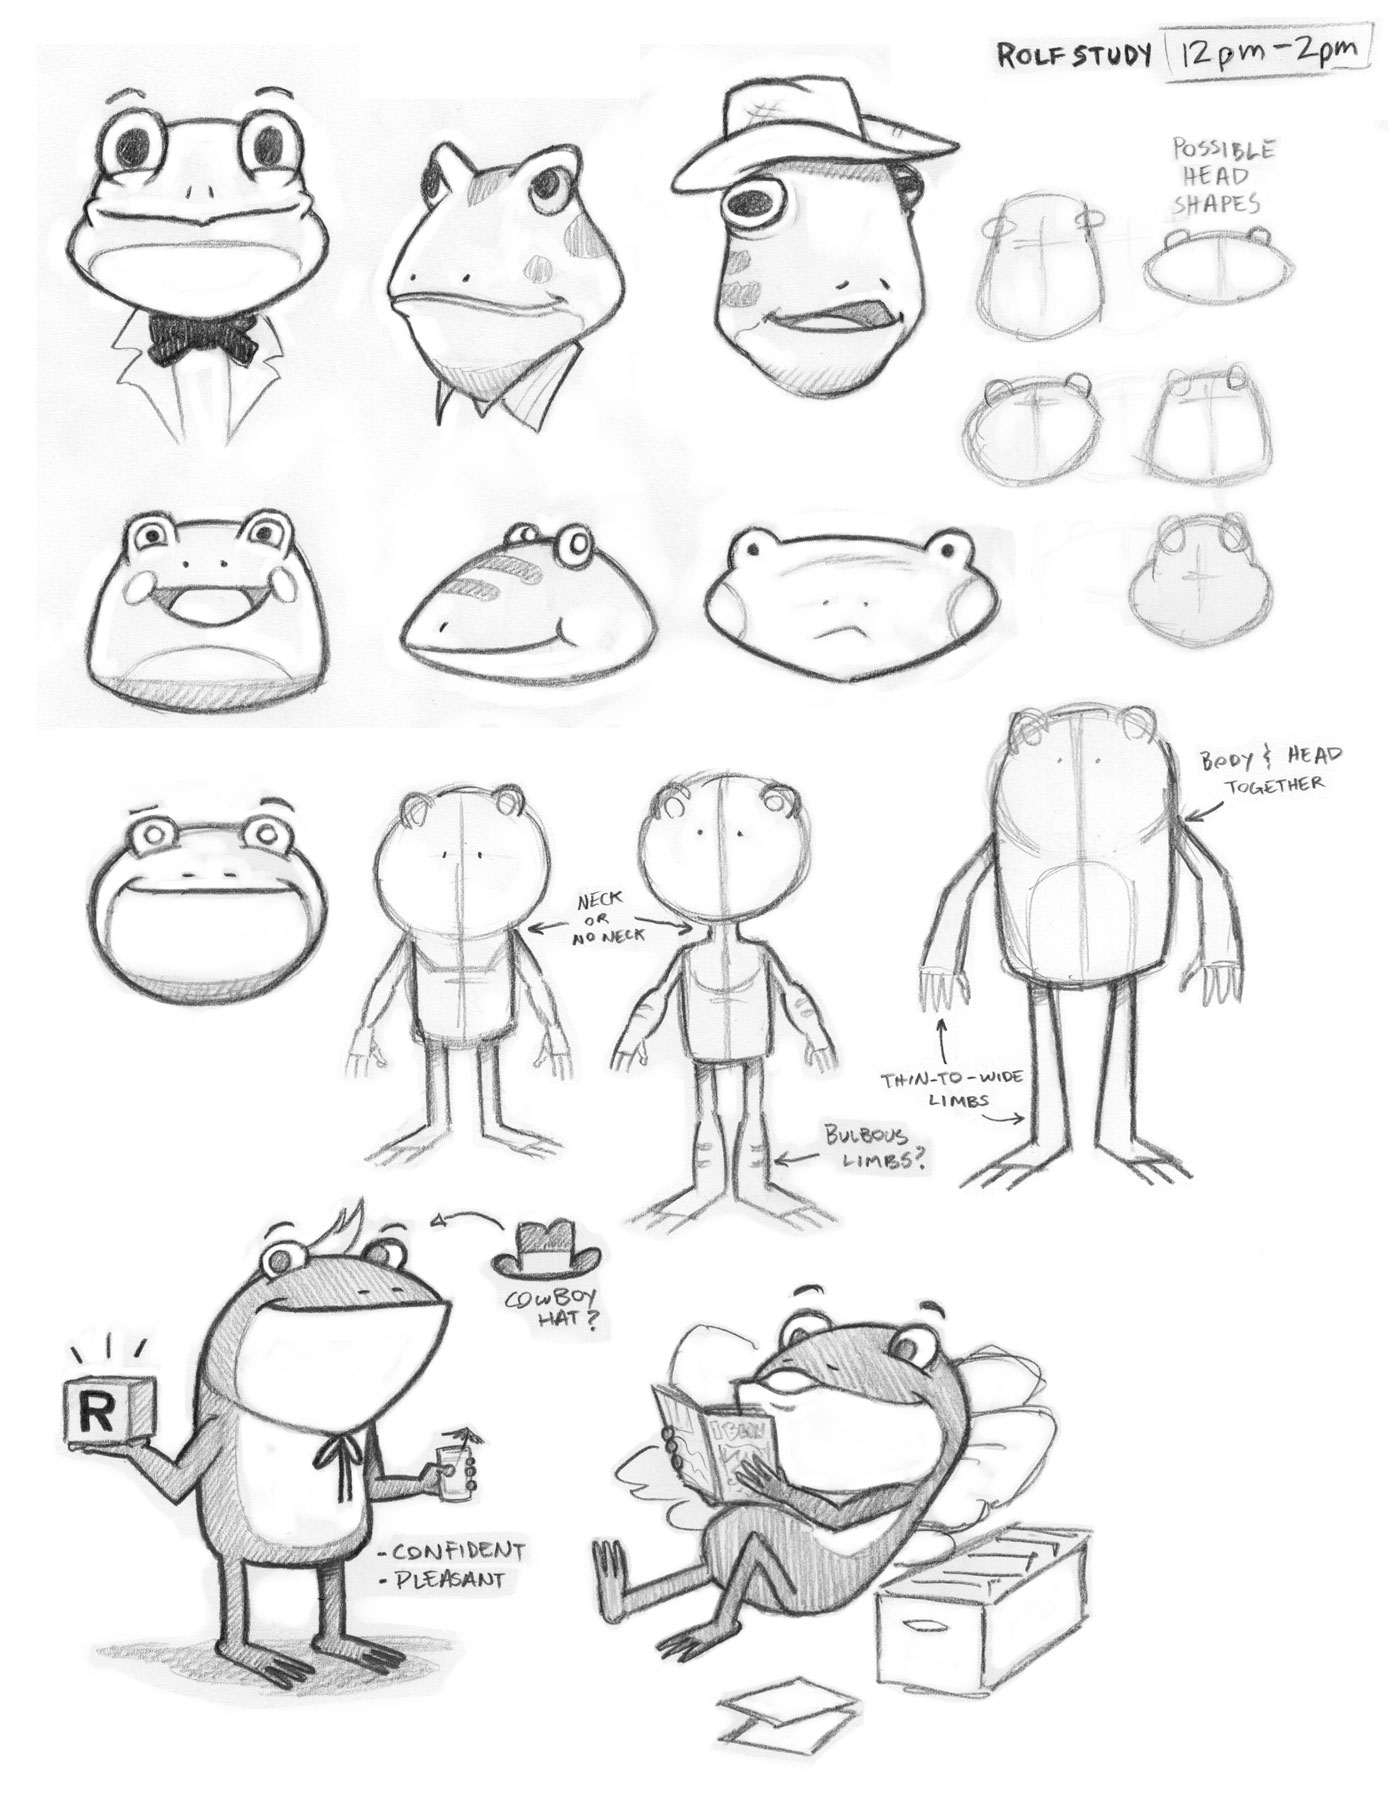 ROLF STUDY 12pm-2pm
POSSIBLE
HEAD
SHAPES
BODY & HEAD
TOGETHER
NECK
OR
NO NECK
THIN-TO-WIDE
LIMBS
BULBOUS
LIMBS?
COWBOY
HAT?
R
-CONFIDENT
-PLEASANT